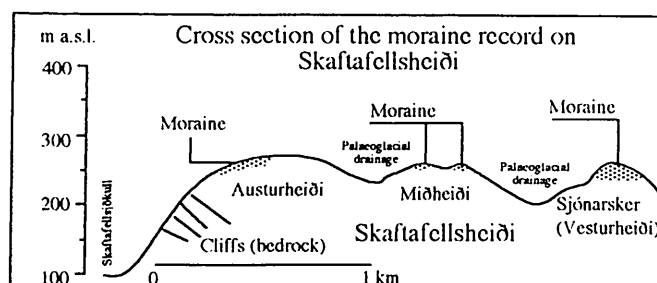 m a.s.l.
Cross section of the moraine record on
Skaftafellsheiði
400
300
200
100
Moraine
Moraine
Moraine
Palaeoglacial
drainage
Palaeoglacial
drainage
Austurheiði
Miðheiði
Sjónarsker
(Vesturheiði)
Skaftafellsjökull
Cliffs (bedrock)
Skaftafellsheiði
0
1 km